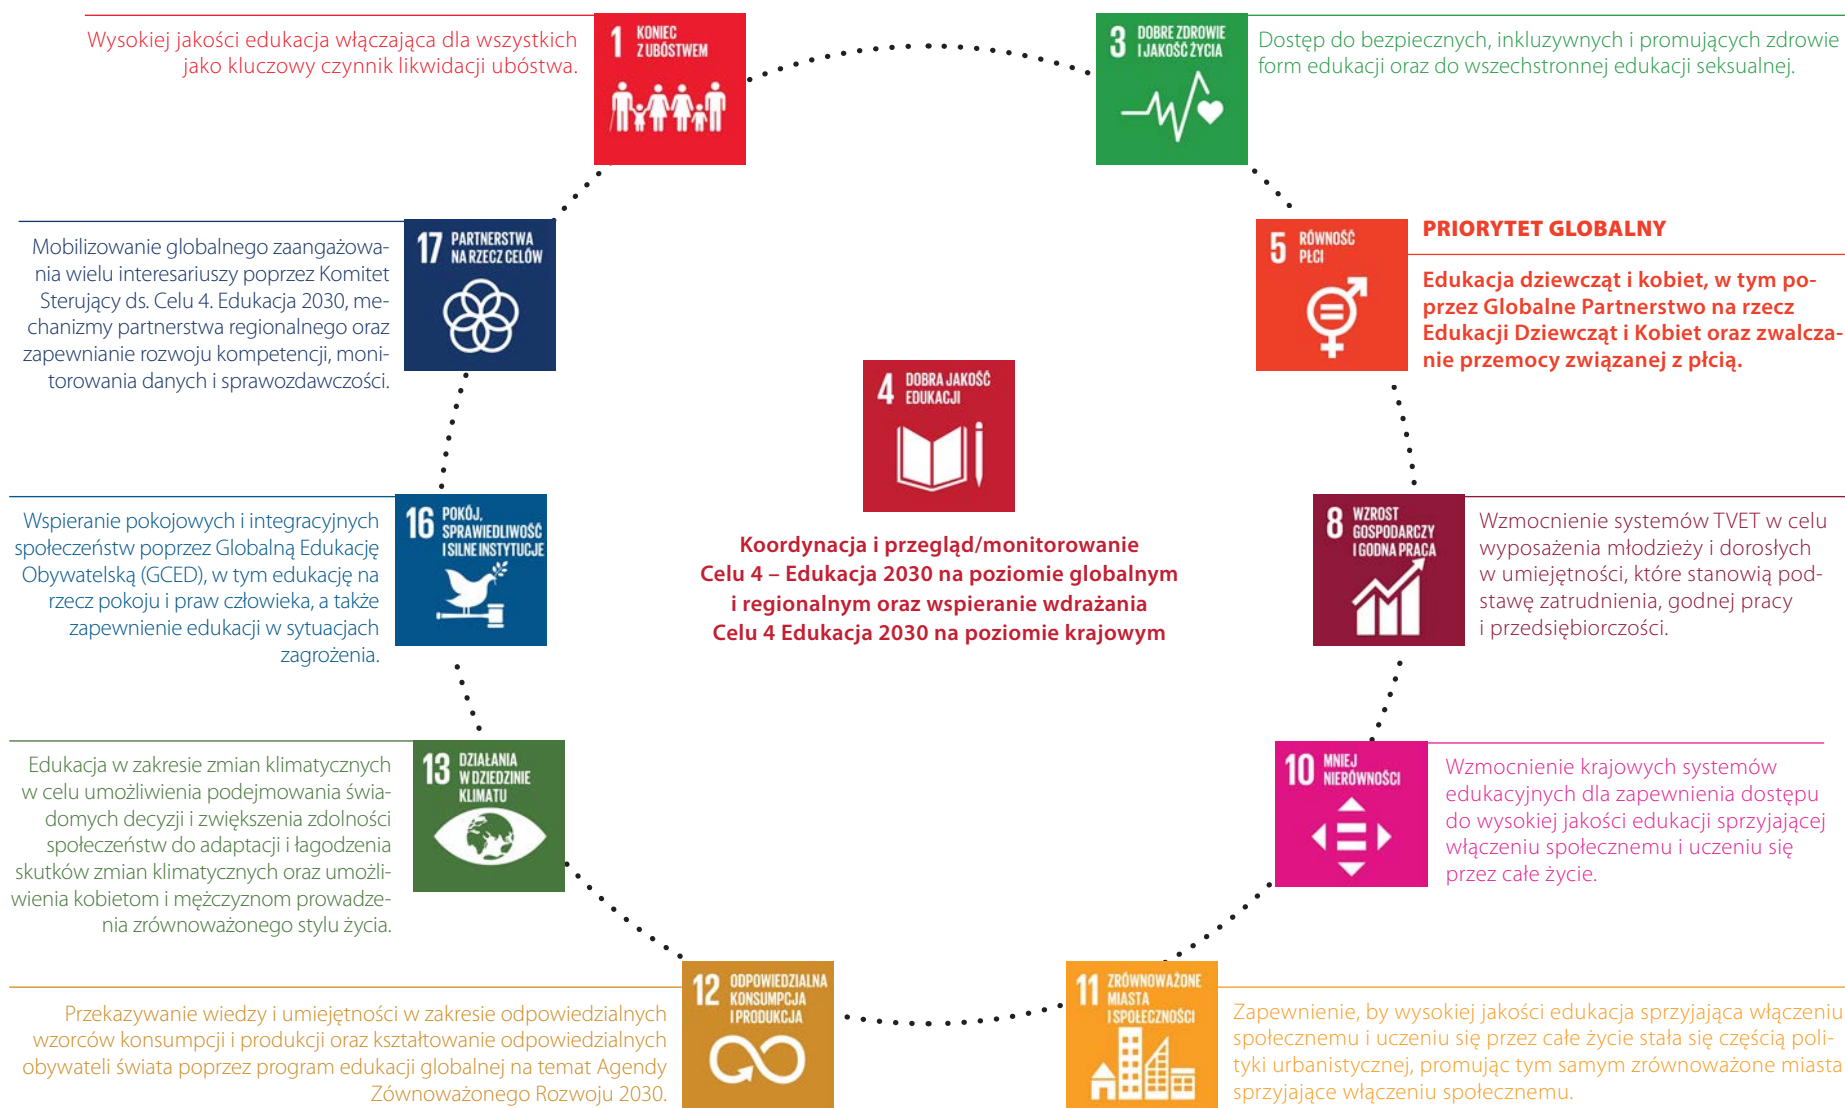 Wysokiej jakości edukacja włączająca dla wszystkich
jako kluczowy czynnik likwidacji ubóstwa.
1 KONIEC
Z UBÓSTWEM
3 DOBRE ZDROWIE
I JAKOŚĆ ŻYCIA
Dostęp do bezpiecznych, inkluzywnych i promujących zdrowie
form edukacji oraz do wszechstronnej edukacji seksualnej.
Mobilizowanie globalnego zaangażowa-
nia wielu interesariuszy poprzez Komitet
Sterujący ds. Celu 4. Edukacja 2030, me-
chanizmy partnerstwa regionalnego oraz
zapewnianie rozwoju kompetencji, moni-
torowania danych i sprawozdawczości.
17 PARTNERSTWA
NA RZECZ CELÓW
5 RÓWNOŚĆ
PŁCI
PRIORYTET GLOBALNY
Edukacja dziewcząt i kobiet, w tym po-
przez Globalne Partnerstwo na rzecz
Edukacji Dziewcząt i Kobiet oraz zwalcza-
nie przemocy związanej z płcią.
4 DOBRA JAKOŚĆ
EDUKACJI
Koordynacja i przegląd/monitorowanie
Celu 4 – Edukacja 2030 na poziomie globalnym
i regionalnym oraz wspieranie wdrażania
Celu 4 Edukacja 2030 na poziomie krajowym
Wspieranie pokojowych i integracyjnych
społeczeństw poprzez Globalną Edukację
Obywatelską (GCED), w tym edukację na
rzecz pokoju i praw człowieka, a także
zapewnienie edukacji w sytuacjach
zagrożenia.
16 POKÓJ,
SPRAWIEDLIWOŚĆ
I SILNE INSTYTUCJE
8 WZROST
GOSPODARCZY
I GODNA PRACA
Wzmocnienie systemów TVET w celu
wyposażenia młodzieży i dorosłych
w umiejętności, które stanowią pod-
stawę zatrudnienia, godnej pracy
i przedsiębiorczości.
Edukacja w zakresie zmian klimatycznych
w celu umożliwienia podejmowania świa-
domych decyzji i zwiększenia zdolności
społeczeństw do adaptacji i łagodzenia
skutków zmian klimatycznych oraz umożli-
wienia kobietom i mężczyznom prowadze-
nia zrównoważonego stylu życia.
13 DZIAŁANIA
W DZIEDZINIE
KLIMATU
10 MNIEJ
NIERÓWNOŚCI
Wzmocnienie krajowych systemów
edukacyjnych dla zapewnienia dostępu
do wysokiej jakości edukacji sprzyjającej
włączeniu społecznemu i uczeniu się
przez całe życie.
Przekazywanie wiedzy i umiejętności w zakresie odpowiedzialnych
wzorców konsumpcji i produkcji oraz kształtowanie odpowiedzialnych
obywateli świata poprzez program edukacji globalnej na temat Agendy
Zównoważonego Rozwoju 2030.
12 ODPOWIEDZIALNA
KONSUMPCJA
I PRODUKCJA
11 ZRÓWNOWAŻONE
MIASTA
I SPOŁECZNOŚCI
Zapewnienie, by wysokiej jakości edukacja sprzyjająca włączeniu
społecznemu i uczeniu się przez całe życie stała się częścią poli-
tyki urbanistycznej, promując tym samym zrównoważone miasta
sprzyjające włączeniu społecznemu.